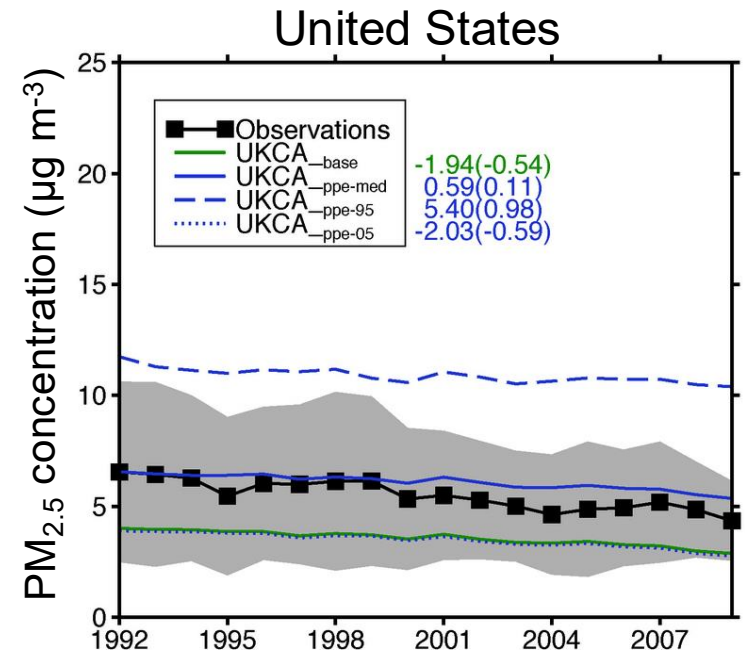 United States
PM₂.₅ concentration (µg m⁻³)
25
20
15
10
5
0
Observations
UKCA_base
UKCA_ppe-med
UKCA_ppe-95
UKCA_ppe-05
-1.94(-0.54)
0.59(0.11)
5.40(0.98)
-2.03(-0.59)
1992 1995 1998 2001 2004 2007